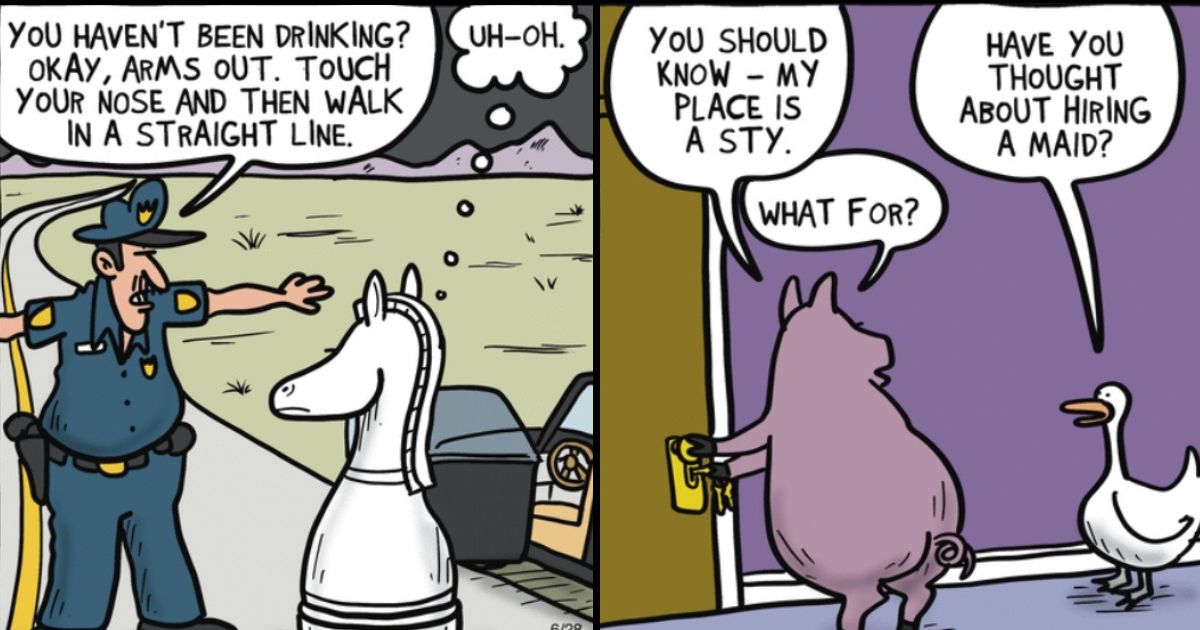 YOU HAVEN'T BEEN DRINKING?
OKAY, ARMS OUT. TOUCH
YOUR NOSE AND THEN WALK
IN A STRAIGHT LINE.
UH-OH.
6/28
YOU SHOULD
KNOW – MY
PLACE IS
A STY.
HAVE YOU
THOUGHT
ABOUT HIRING
A MAID?
WHAT FOR?